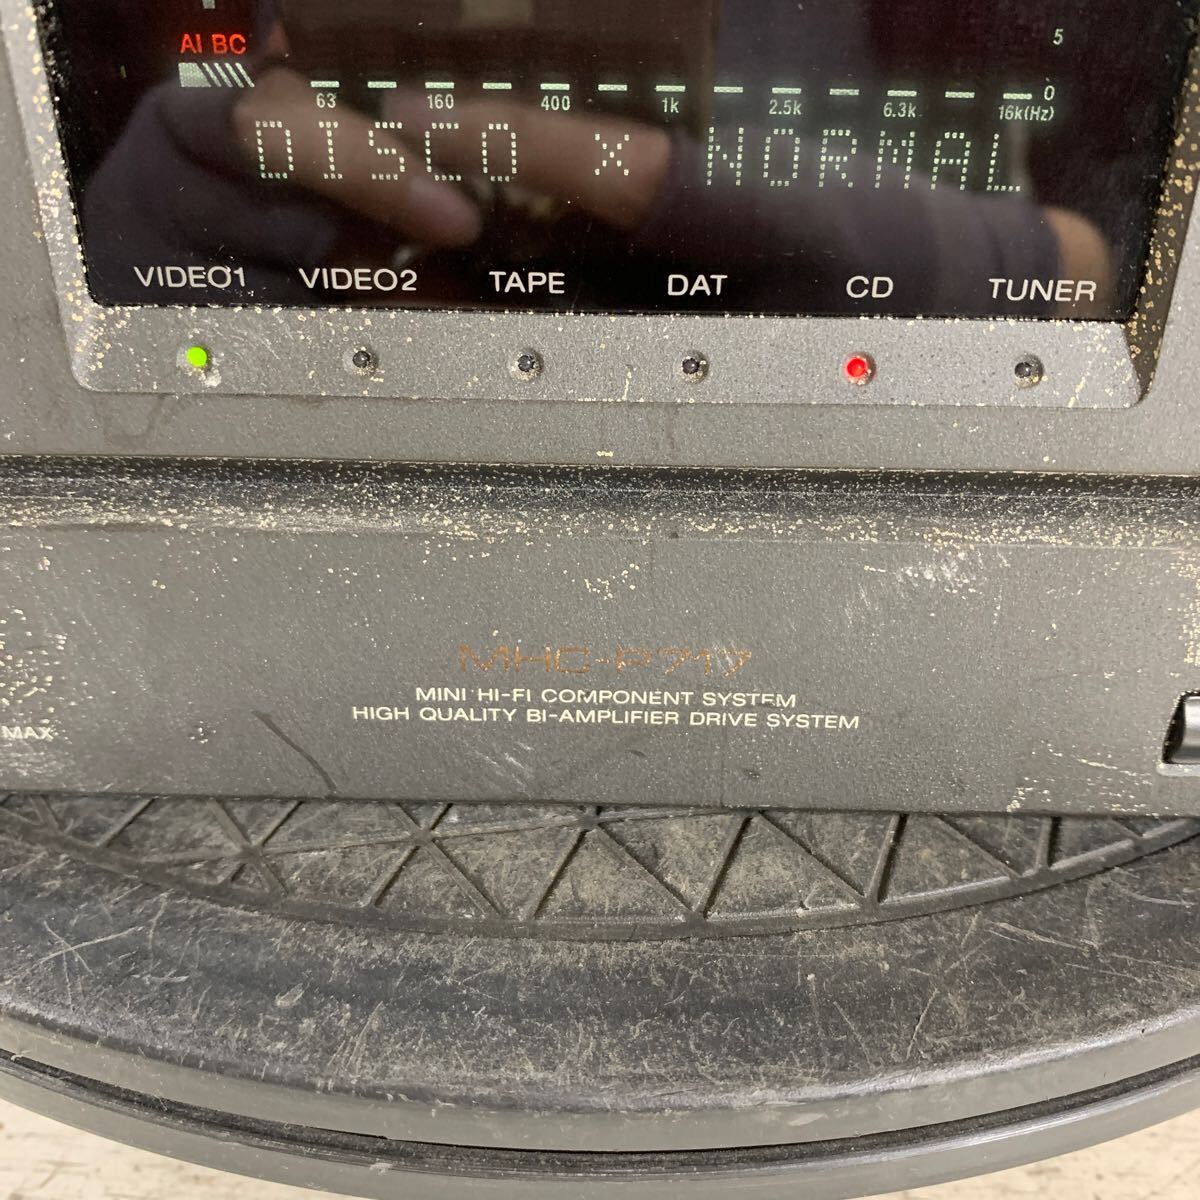 5
AI BC
0
63 160 400 1k 2.5k 6.3k 16k(Hz)
DISCO × NORMAL
VIDEO1 VIDEO2 TAPE DAT CD TUNER
MHC-P717
MINI HI-FI COMPONENT SYSTEM
HIGH QUALITY BI-AMPLIFIER DRIVE SYSTEM
MAX